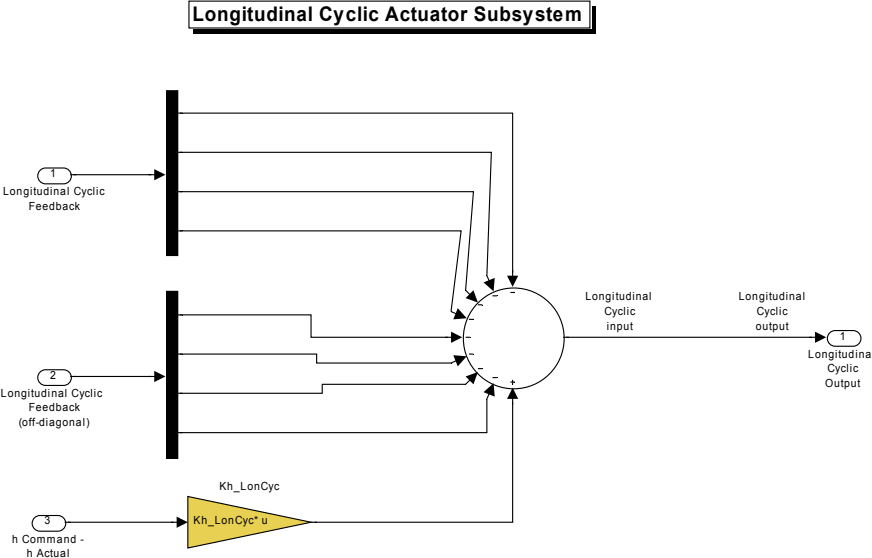 Longitudinal Cyclic Actuator Subsystem
1
Longitudinal Cyclic
Feedback
2
Longitudinal Cyclic
Feedback
(off-diagonal)
3
h Command -
h Actual
Kh_LonCyc
Kh_LonCyc* u
−
−
−
−
−
−
−
−
+
Longitudinal
Cyclic
input
Longitudinal
Cyclic
output
1
Longitudina
Cyclic
Output